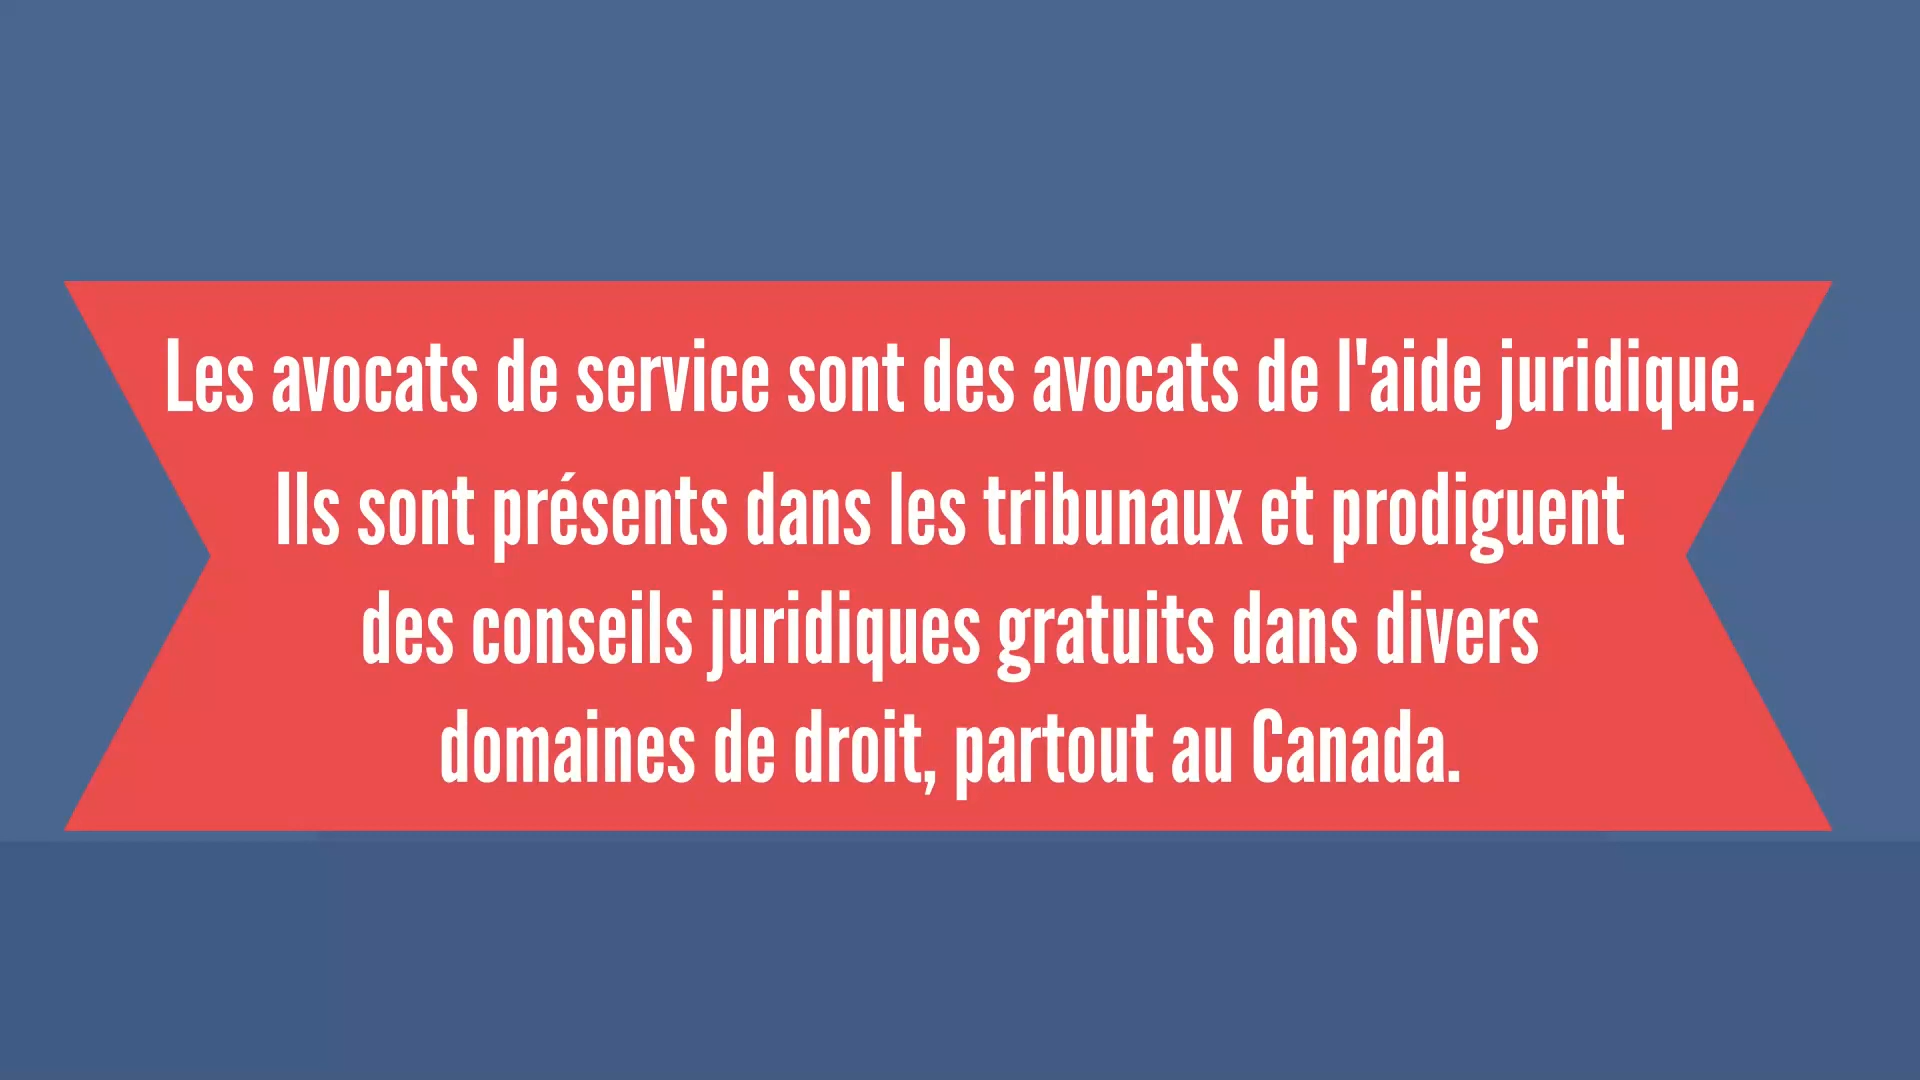 Les avocats de service sont des avocats de l'aide juridique.
Ils sont présents dans les tribunaux et prodiguent
des conseils juridiques gratuits dans divers
domaines de droit, partout au Canada.